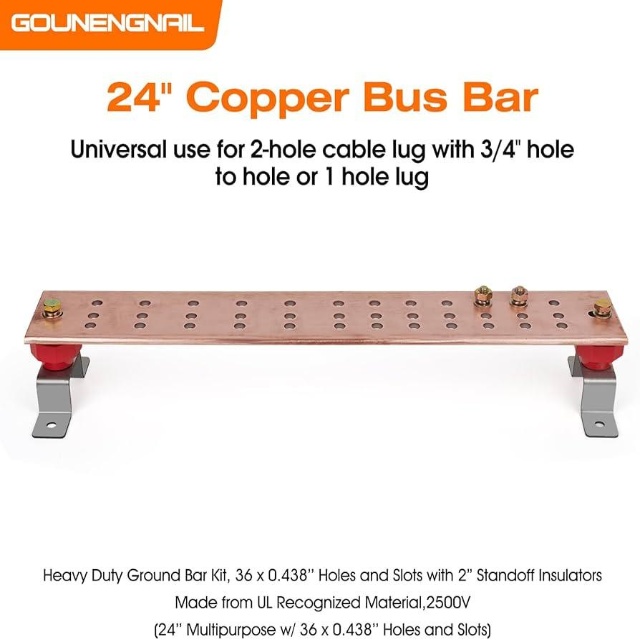 GOUNENGNAIL
24" Copper Bus Bar
Universal use for 2-hole cable lug with 3/4" hole
to hole or 1 hole lug
Heavy Duty Ground Bar Kit, 36 x 0.438” Holes and Slots with 2” Standoff Insulators
Made from UL Recognized Material,2500V
(24” Multipurpose w/ 36 x 0.438” Holes and Slots)